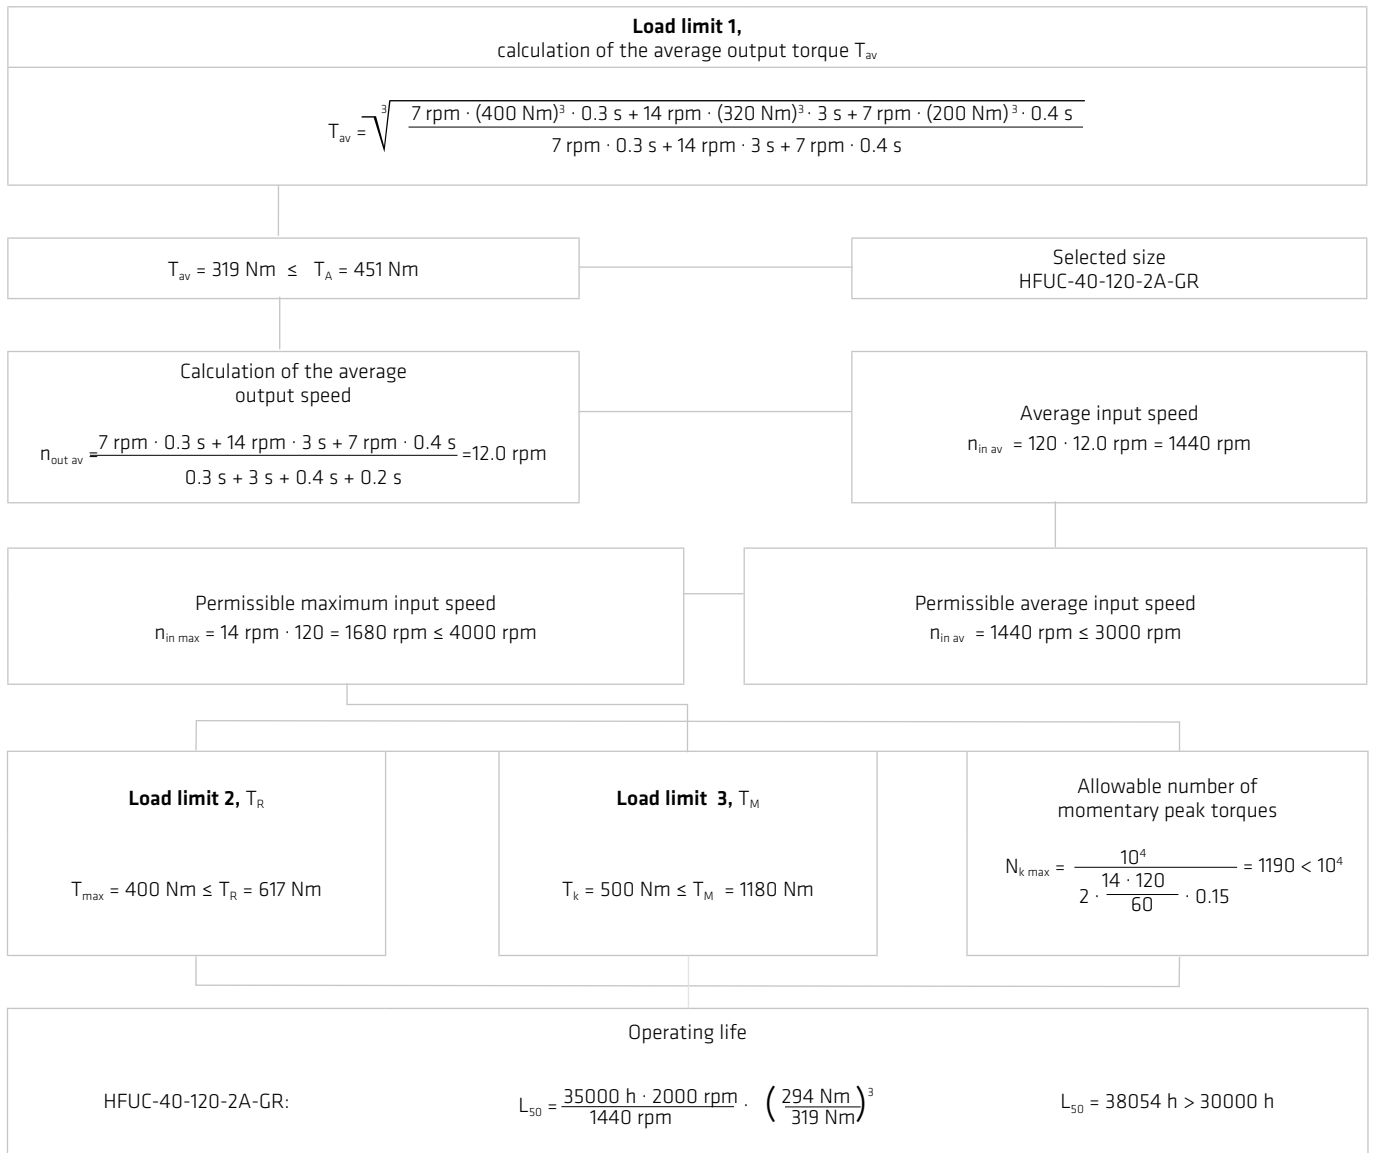 Load limit 1,
calculation of the average output torque Tav
Tav = ∛ 7 rpm · (400 Nm)³ · 0.3 s + 14 rpm · (320 Nm)³ · 3 s + 7 rpm · (200 Nm)³ · 0.4 s
7 rpm · 0.3 s + 14 rpm · 3 s + 7 rpm · 0.4 s
Tav = 319 Nm ≤ TA = 451 Nm
Selected size
HFUC-40-120-2A-GR
Calculation of the average
output speed
nout av = 7 rpm · 0.3 s + 14 rpm · 3 s + 7 rpm · 0.4 s =12.0 rpm
0.3 s + 3 s + 0.4 s + 0.2 s
Average input speed
nin av = 120 · 12.0 rpm = 1440 rpm
Permissible maximum input speed
nin max = 14 rpm · 120 = 1680 rpm ≤ 4000 rpm
Permissible average input speed
nin av = 1440 rpm ≤ 3000 rpm
Load limit 2, TR
Tmax = 400 Nm ≤ TR = 617 Nm
Load limit 3, TM
Tk = 500 Nm ≤ TM = 1180 Nm
Allowable number of
momentary peak torques
Nk max = 10⁴ = 1190 < 10⁴
2 · 14 · 120 · 0.15
60
Operating life
HFUC-40-120-2A-GR:
L50 = 35000 h · 2000 rpm · ( 294 Nm )³
1440 rpm 319 Nm
L50 = 38054 h > 30000 h